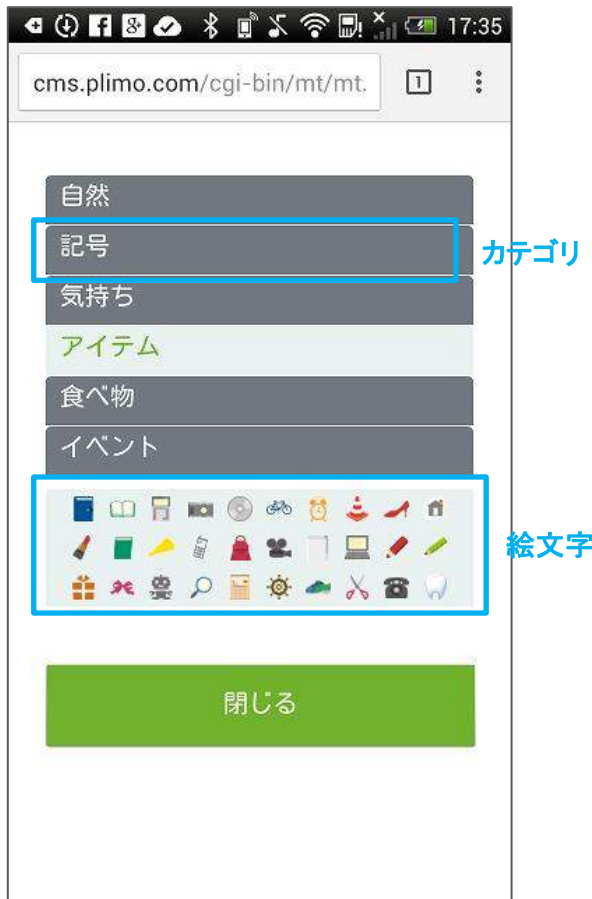 17:35
cms.plimo.com/cgi-bin/mt/mt.
1
自然
記号
カテゴリ
気持ち
アイテム
食べ物
イベント
絵文字
閉じる